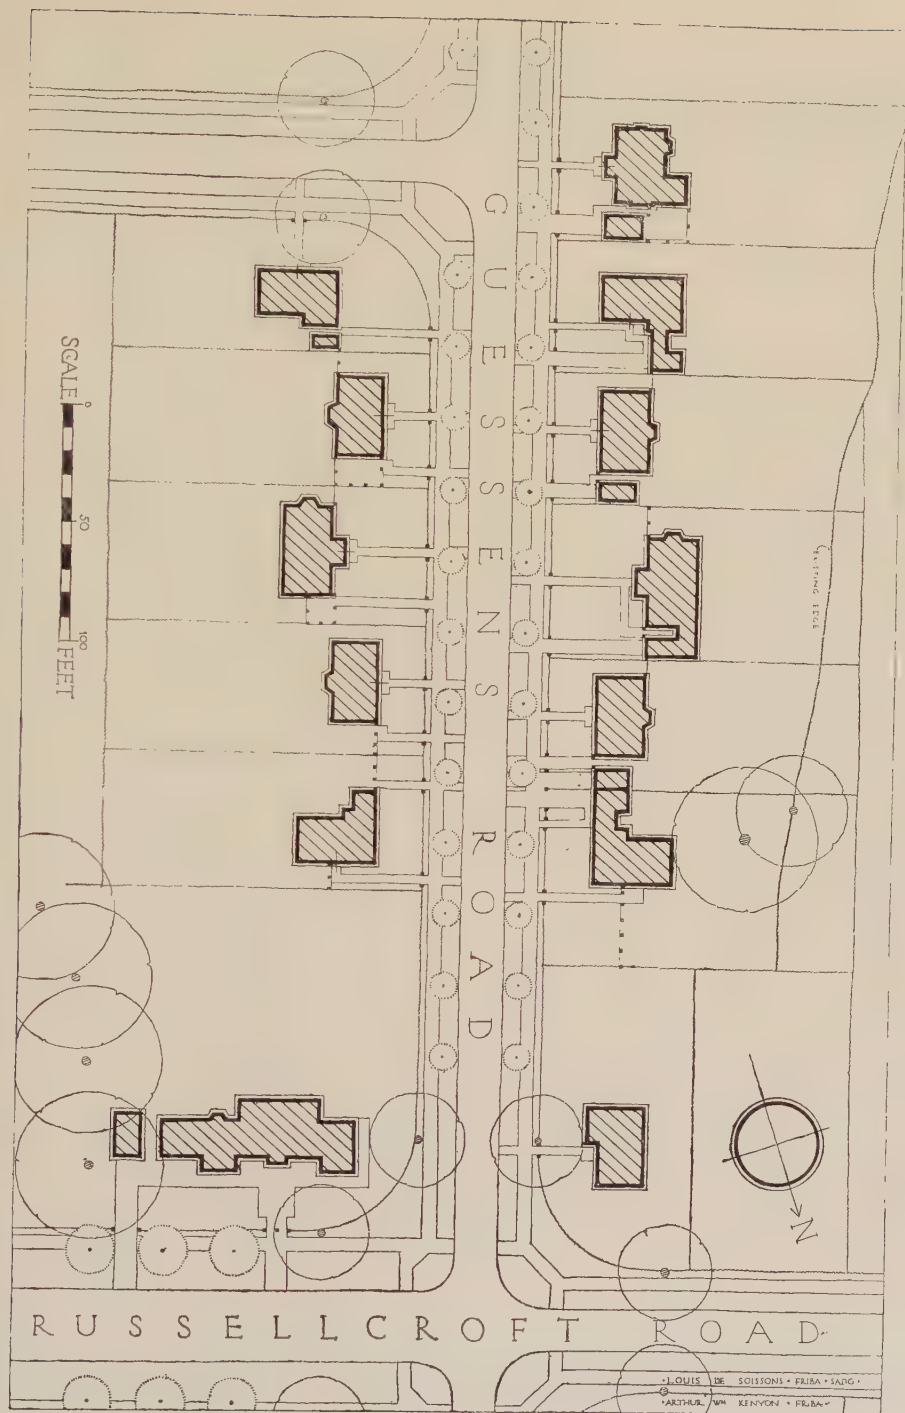 GUESSENS ROAD
SCALE
0
50
100
FEET
N
RUSSELLCROFT ROAD
·LOUIS DE SOISSONS · FRIBA · SADG·
·ARTHUR Wᴹ KENYON · FRIBA·